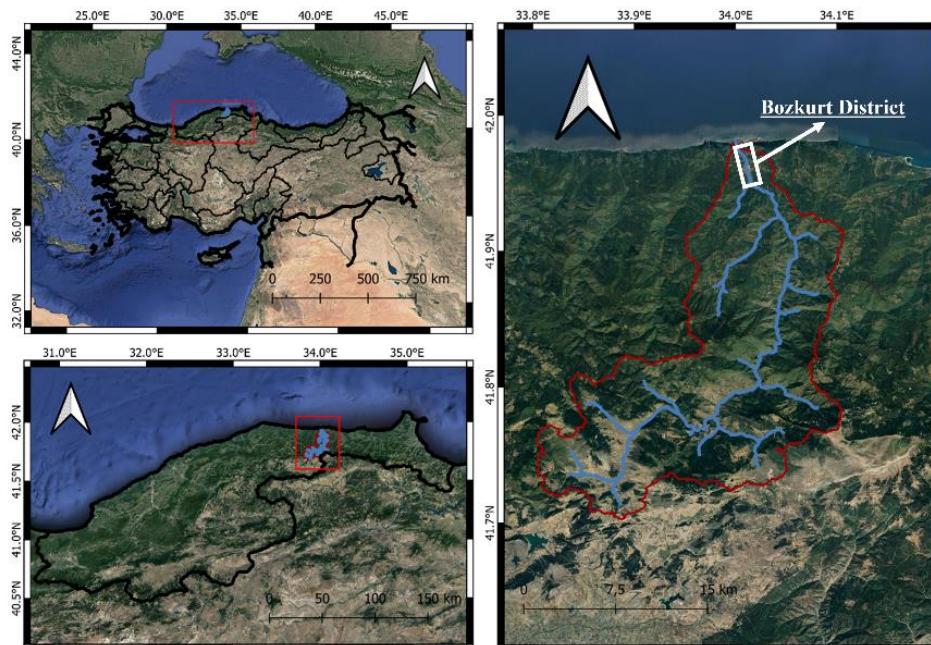 25.0°E 30.0°E 35.0°E 40.0°E 45.0°E
44.0°N
40.0°N
36.0°N
32.0°N
0 250 500 750 km
31.0°E 32.0°E 33.0°E 34.0°E 35.0°E
42.0°N
41.5°N
41.0°N
40.5°N
0 50 100 150 km
33.8°E 33.9°E 34.0°E 34.1°E
42.0°N
41.9°N
41.8°N
41.7°N
Bozkurt District
0 7,5 15 km